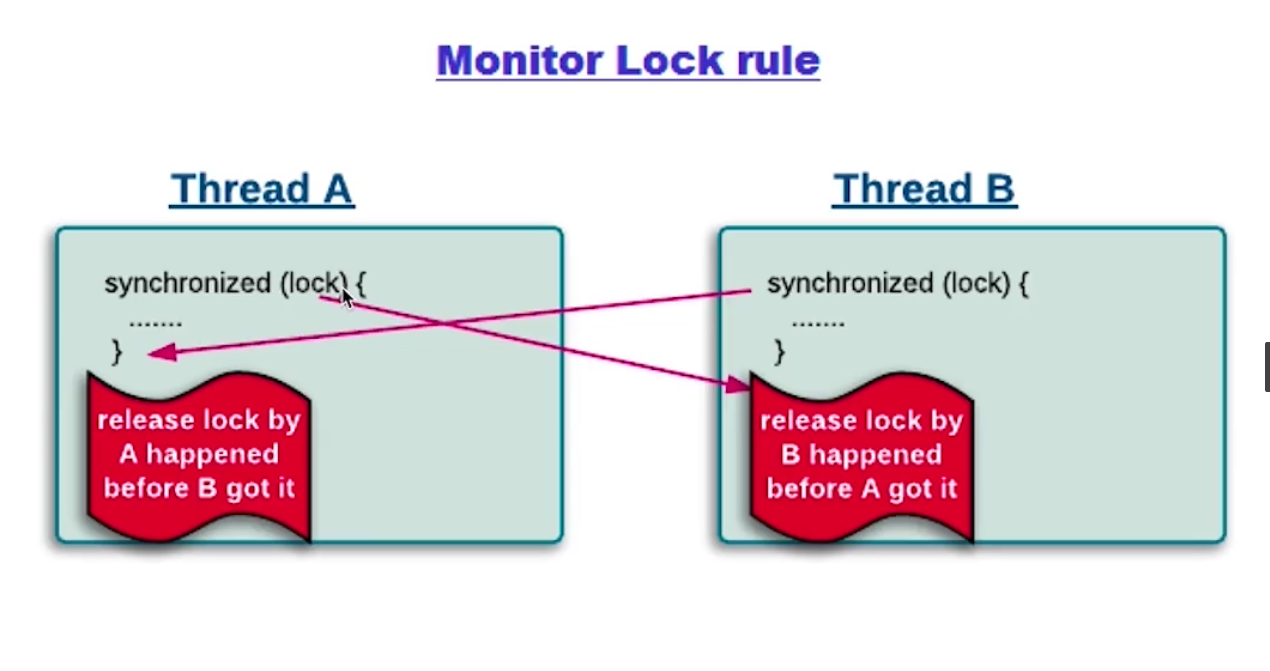 Monitor Lock rule
Thread A
synchronized (lock) {
.......
}
release lock by
A happened
before B got it
Thread B
synchronized (lock) {
.......
}
release lock by
B happened
before A got it